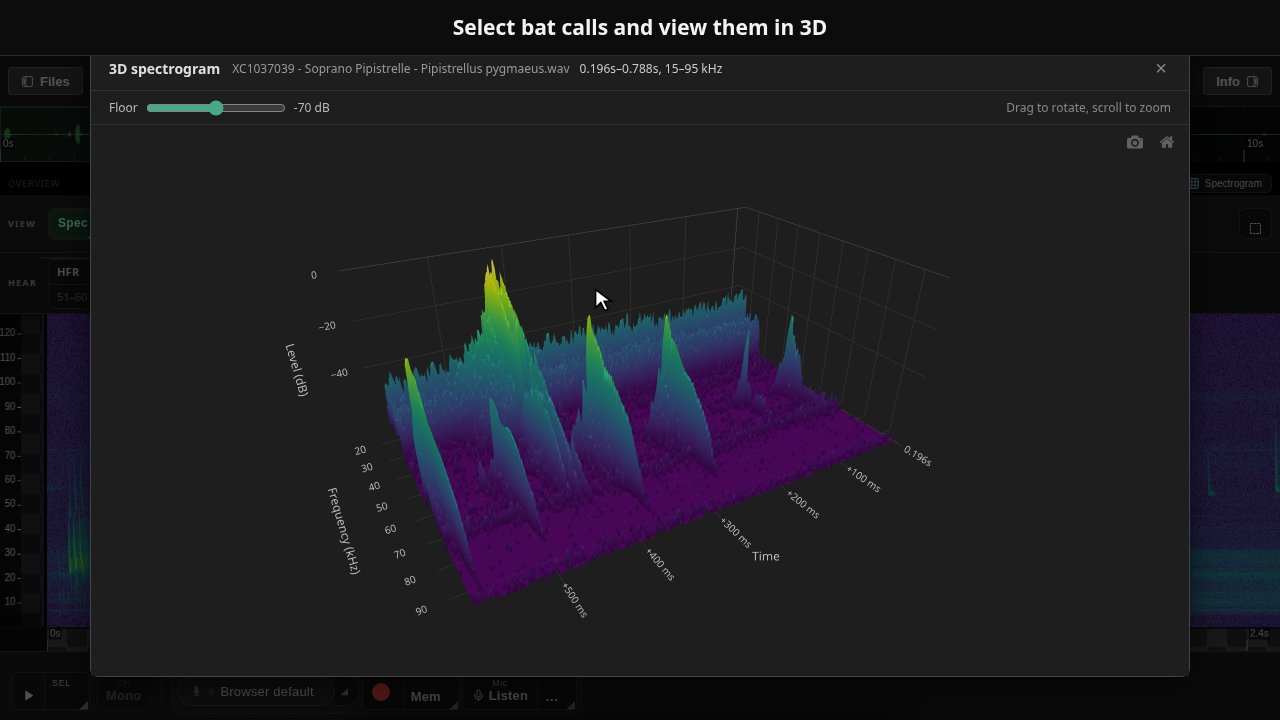 Select bat calls and view them in 3D
3D spectrogram XC1037039 - Soprano Pipistrelle - Pipistrellus pygmaeus.wav 0.196s–0.788s, 15–95 kHz ×
Files
Info
Floor -70 dB Drag to rotate, scroll to zoom
0s
10s
OVERVIEW
Spectrogram
VIEW Spec
HEAR HFR
51–60
120
110
100
90
80
70
60
50
40
30
20
10
0s
2.4s
0
−20
−40
Level (dB)
20
30
40
50
60
70
80
90
Frequency (kHz)
0.196s
+100 ms
+200 ms
+300 ms
+400 ms
+500 ms
Time
SEL
CH
Mono
Browser default
Mem
Mic
Listen
...